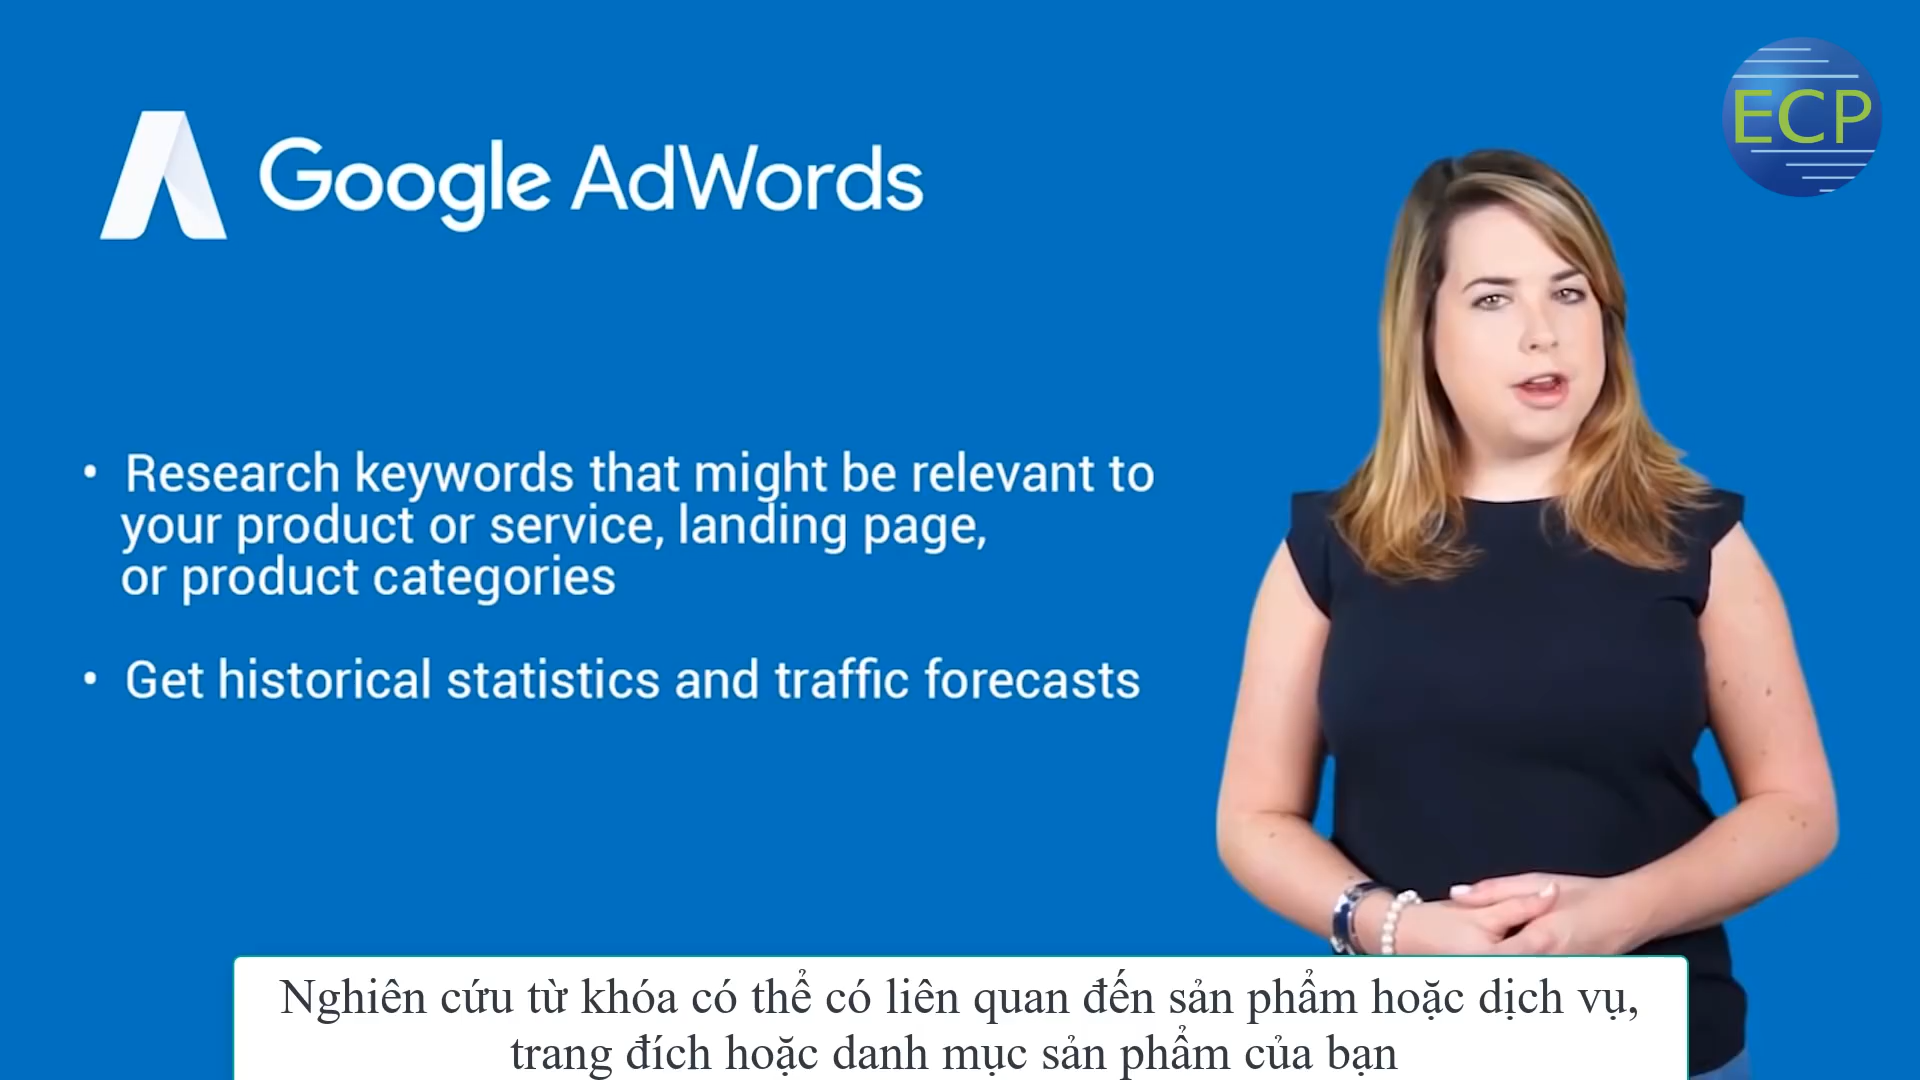 ECP
Google AdWords
• Research keywords that might be relevant to
your product or service, landing page,
or product categories
• Get historical statistics and traffic forecasts
Nghiên cứu từ khóa có thể có liên quan đến sản phẩm hoặc dịch vụ,
trang đích hoặc danh mục sản phẩm của bạn